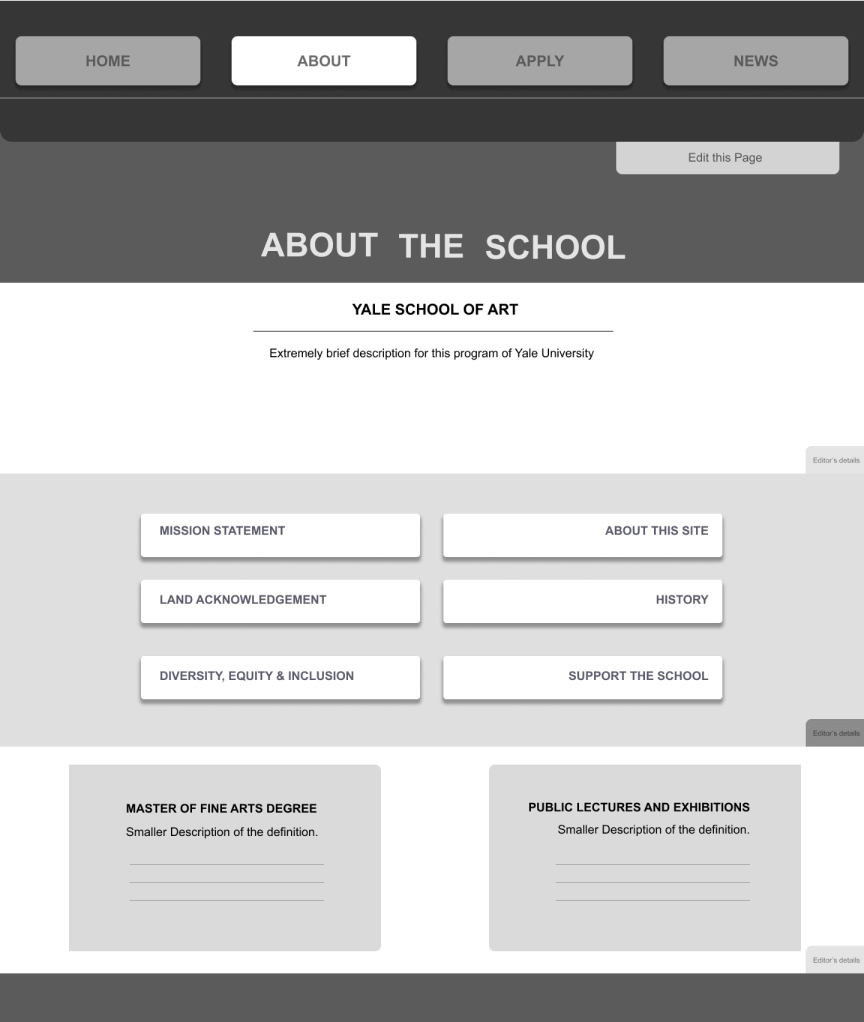 HOME ABOUT APPLY NEWS
Edit this Page
ABOUT THE SCHOOL
YALE SCHOOL OF ART
Extremely brief description for this program of Yale University
Editor's details
MISSION STATEMENT
ABOUT THIS SITE
LAND ACKNOWLEDGEMENT
HISTORY
DIVERSITY, EQUITY & INCLUSION
SUPPORT THE SCHOOL
Editor's details
MASTER OF FINE ARTS DEGREE
Smaller Description of the definition.
PUBLIC LECTURES AND EXHIBITIONS
Smaller Description of the definition.
Editor's details